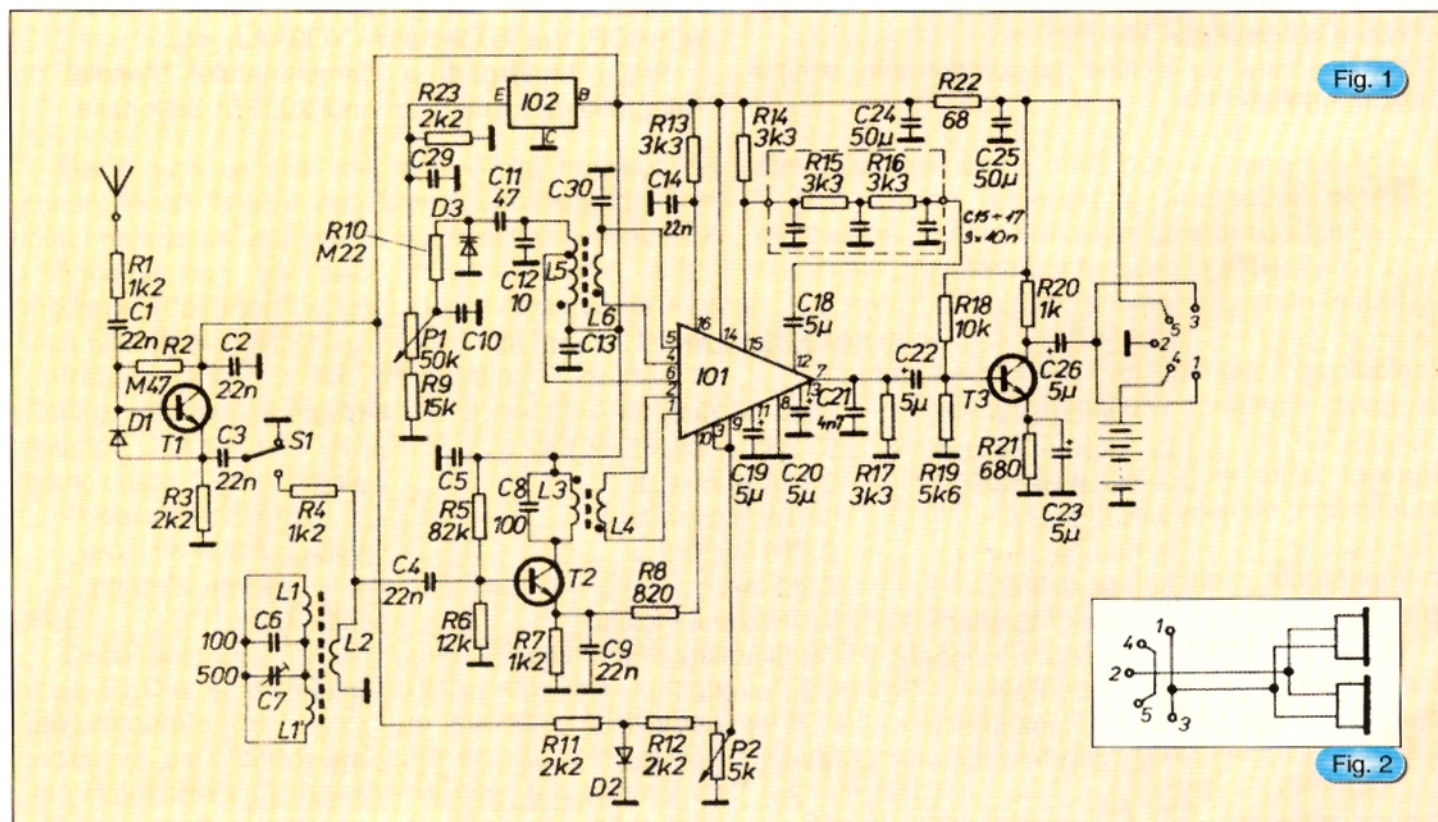 Fig. 1
R23
2k2
E
IO2
B
C
C29
R13
3k3
R14
3k3
C24
50µ
R22
68
C25
50µ
C11
47
C30
C14
22n
R15
3k3
R16
3k3
C15÷17
3×10n
D3
R10
M22
C12
10
L5
L6
R1
1k2
C1
22n
R2
M47
C2
22n
P1
50k
C10
C13
R9
15k
C18
5µ
R18
10k
R20
1k
D1
T1
C3
22n
S1
R3
2k2
R4
1k2
5
4
6
2
1
16
14
15
12
7
13
8
11
9
3
10
IO1
C21
4n7
C22
5µ
T3
C26
5µ
5
3
2
4
1
C5
R5
82k
C8
100
L3
L4
C19
5µ
C20
5µ
R17
3k3
R19
5k6
R21
680
C23
5µ
C4
22n
T2
R8
820
L1
C6
100
500
C7
L1'
L2
R6
12k
R7
1k2
C9
22n
R11
2k2
R12
2k2
D2
P2
5k
4
1
2
5
3
Fig. 2